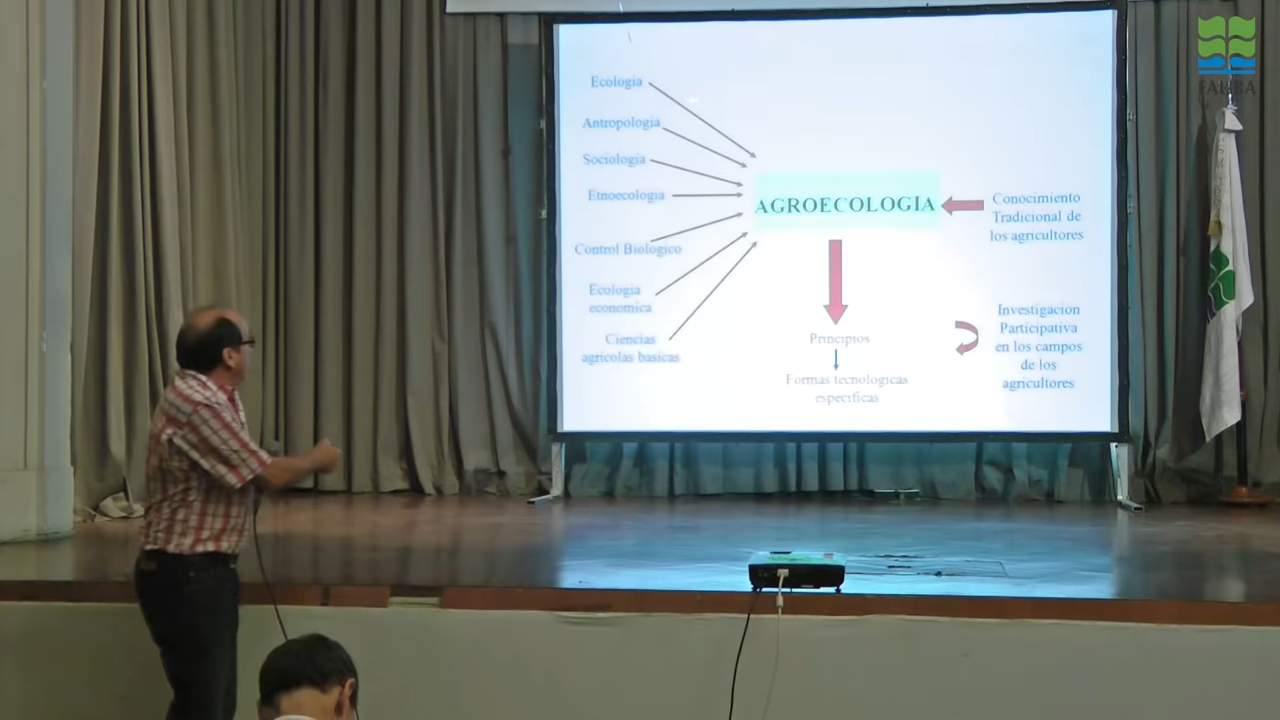 FAUBA
Ecologia
Antropologia
Sociologia
Etnoecologia
Control Biologico
Ecologia
economica
Ciencias
agricolas basicas
AGROECOLOGIA
Conocimiento
Tradicional de
los agricultores
Principios
Formas tecnologicas
especificas
Investigacion
Participativa
en los campos
de los
agricultores